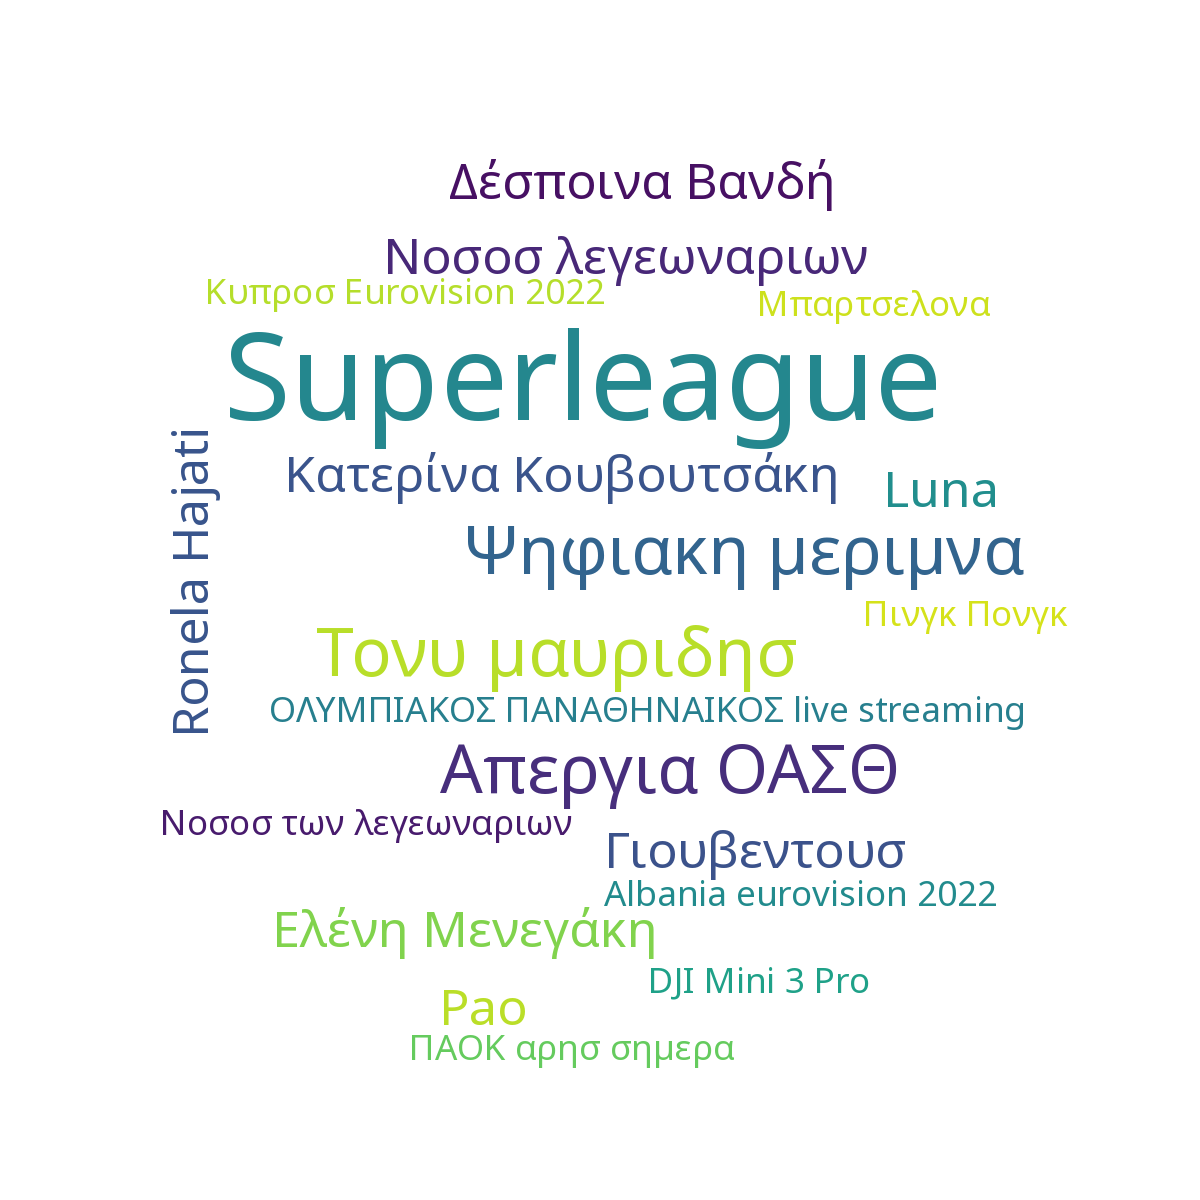 Δέσποινα Βανδή
Νοσοσ λεγεωναριων
Κυπροσ Eurovision 2022
Μπαρτσελονα
Superleague
Κατερίνα Κουβουτσάκη
Luna
Ronela Hajati
Ψηφιακη μεριμνα
Πινγκ Πονγκ
Τονυ μαυριδησ
ΟΛΥΜΠΙΑΚΟΣ ΠΑΝΑΘΗΝΑΙΚΟΣ live streaming
Απεργια ΟΑΣΘ
Νοσοσ των λεγεωναριων
Γιουβεντουσ
Albania eurovision 2022
Ελένη Μενεγάκη
DJI Mini 3 Pro
Pao
ΠΑΟΚ αρησ σημερα